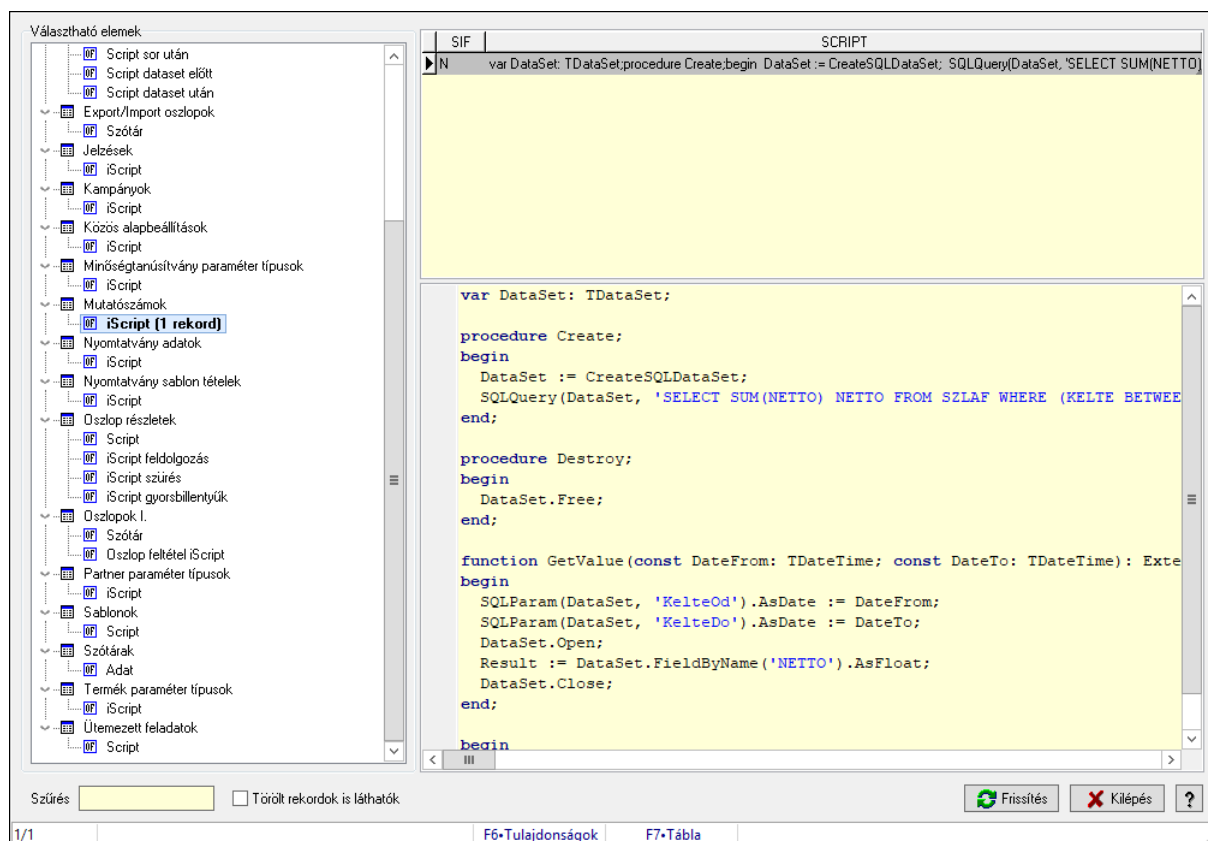 Választható elemek
Script sor után
Script dataset előtt
Script dataset után
Export/Import oszlopok
Szótár
Jelzések
iScript
Kampányok
iScript
Közös alapbeállítások
iScript
Minőségtanúsítvány paraméter típusok
iScript
Mutatószámok
iScript (1 rekord)
Nyomtatvány adatok
iScript
Nyomtatvány sablon tételek
iScript
Oszlop részletek
Script
iScript feldolgozás
iScript szűrés
iScript gyorsbillentyűk
Oszlopok I.
Szótár
Oszlop feltétel iScript
Partner paraméter típusok
iScript
Sablonok
Script
Szótárak
Adat
Termék paraméter típusok
iScript
Ütemezett feladatok
Script
SIF SCRIPT
N var DataSet: TDataSet;procedure Create;begin DataSet := CreateSQLDataSet; SQLQuery(DataSet, 'SELECT SUM(NETTO)
var DataSet: TDataSet;
procedure Create;
begin
DataSet := CreateSQLDataSet;
SQLQuery(DataSet, 'SELECT SUM(NETTO) NETTO FROM SZLAF WHERE (KELTE BETWEE
end;
procedure Destroy;
begin
DataSet.Free;
end;
function GetValue(const DateFrom: TDateTime; const DateTo: TDateTime): Exte
begin
SQLParam(DataSet, 'KelteOd').AsDate := DateFrom;
SQLParam(DataSet, 'KelteDo').AsDate := DateTo;
DataSet.Open;
Result := DataSet.FieldByName('NETTO').AsFloat;
DataSet.Close;
end;
begin
Szűrés
Törölt rekordok is láthatók
Frissítés
Kilépés
?
1/1 F6•Tulajdonságok F7•Tábla